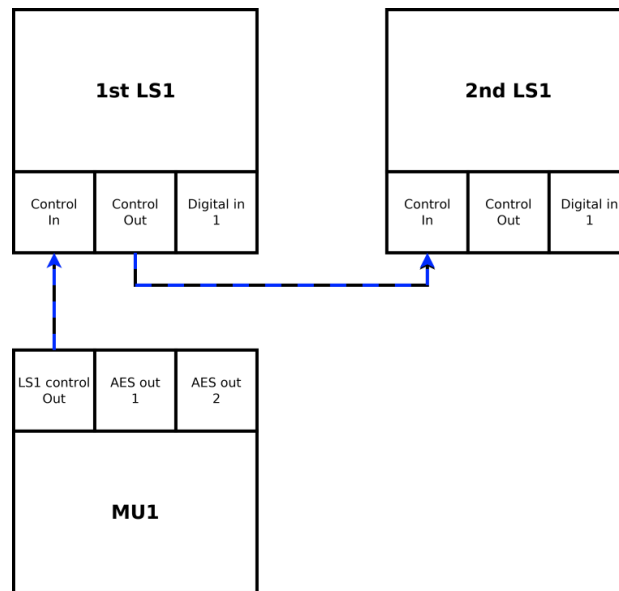 1st LS1
2nd LS1
Control
In
Control
Out
Digital in
1
Control
In
Control
Out
Digital in
1
LS1 control
Out
AES out
1
AES out
2
MU1